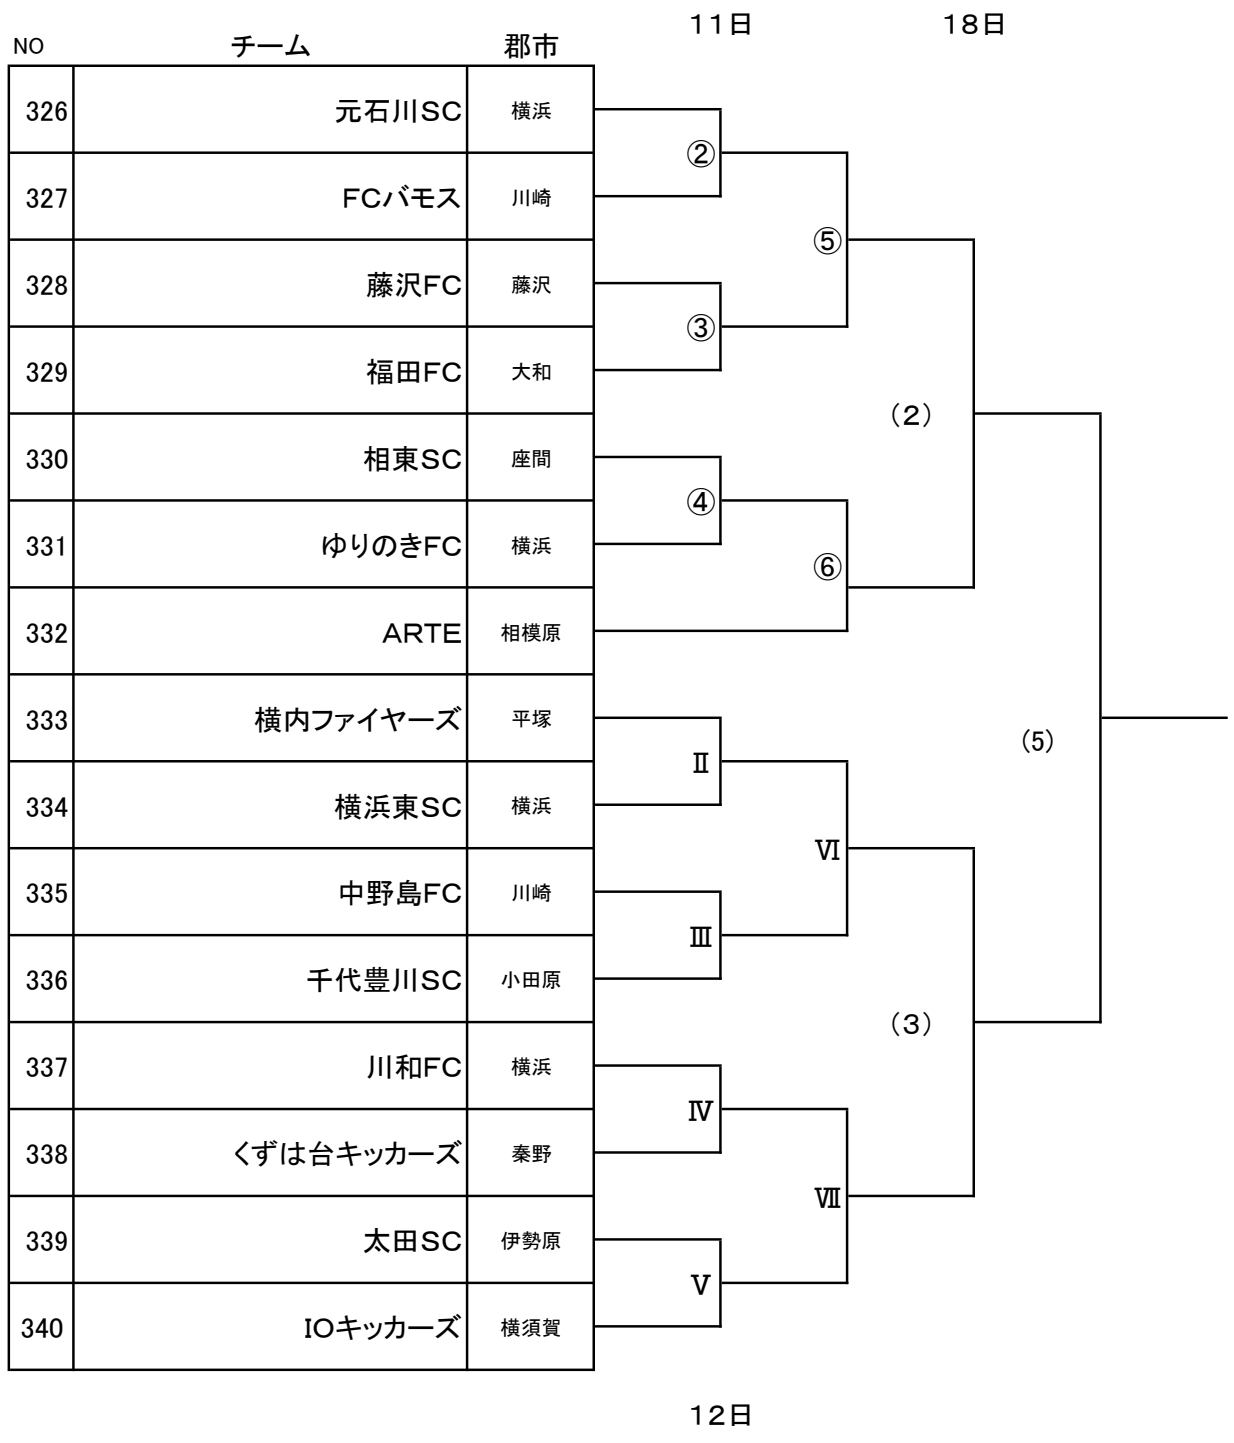 11日 18日
NO チーム 郡市
326 元石川SC 横浜
②
327 FCバモス 川崎
⑤
328 藤沢FC 藤沢
③
329 福田FC 大和
(2)
330 相東SC 座間
④
331 ゆりのきFC 横浜
⑥
332 ARTE 相模原
333 横内ファイヤーズ 平塚
(5)
Ⅱ
334 横浜東SC 横浜
Ⅵ
335 中野島FC 川崎
Ⅲ
336 千代豊川SC 小田原
(3)
337 川和FC 横浜
Ⅳ
338 くずは台キッカーズ 秦野
Ⅶ
339 太田SC 伊勢原
Ⅴ
340 IOキッカーズ 横須賀
12日